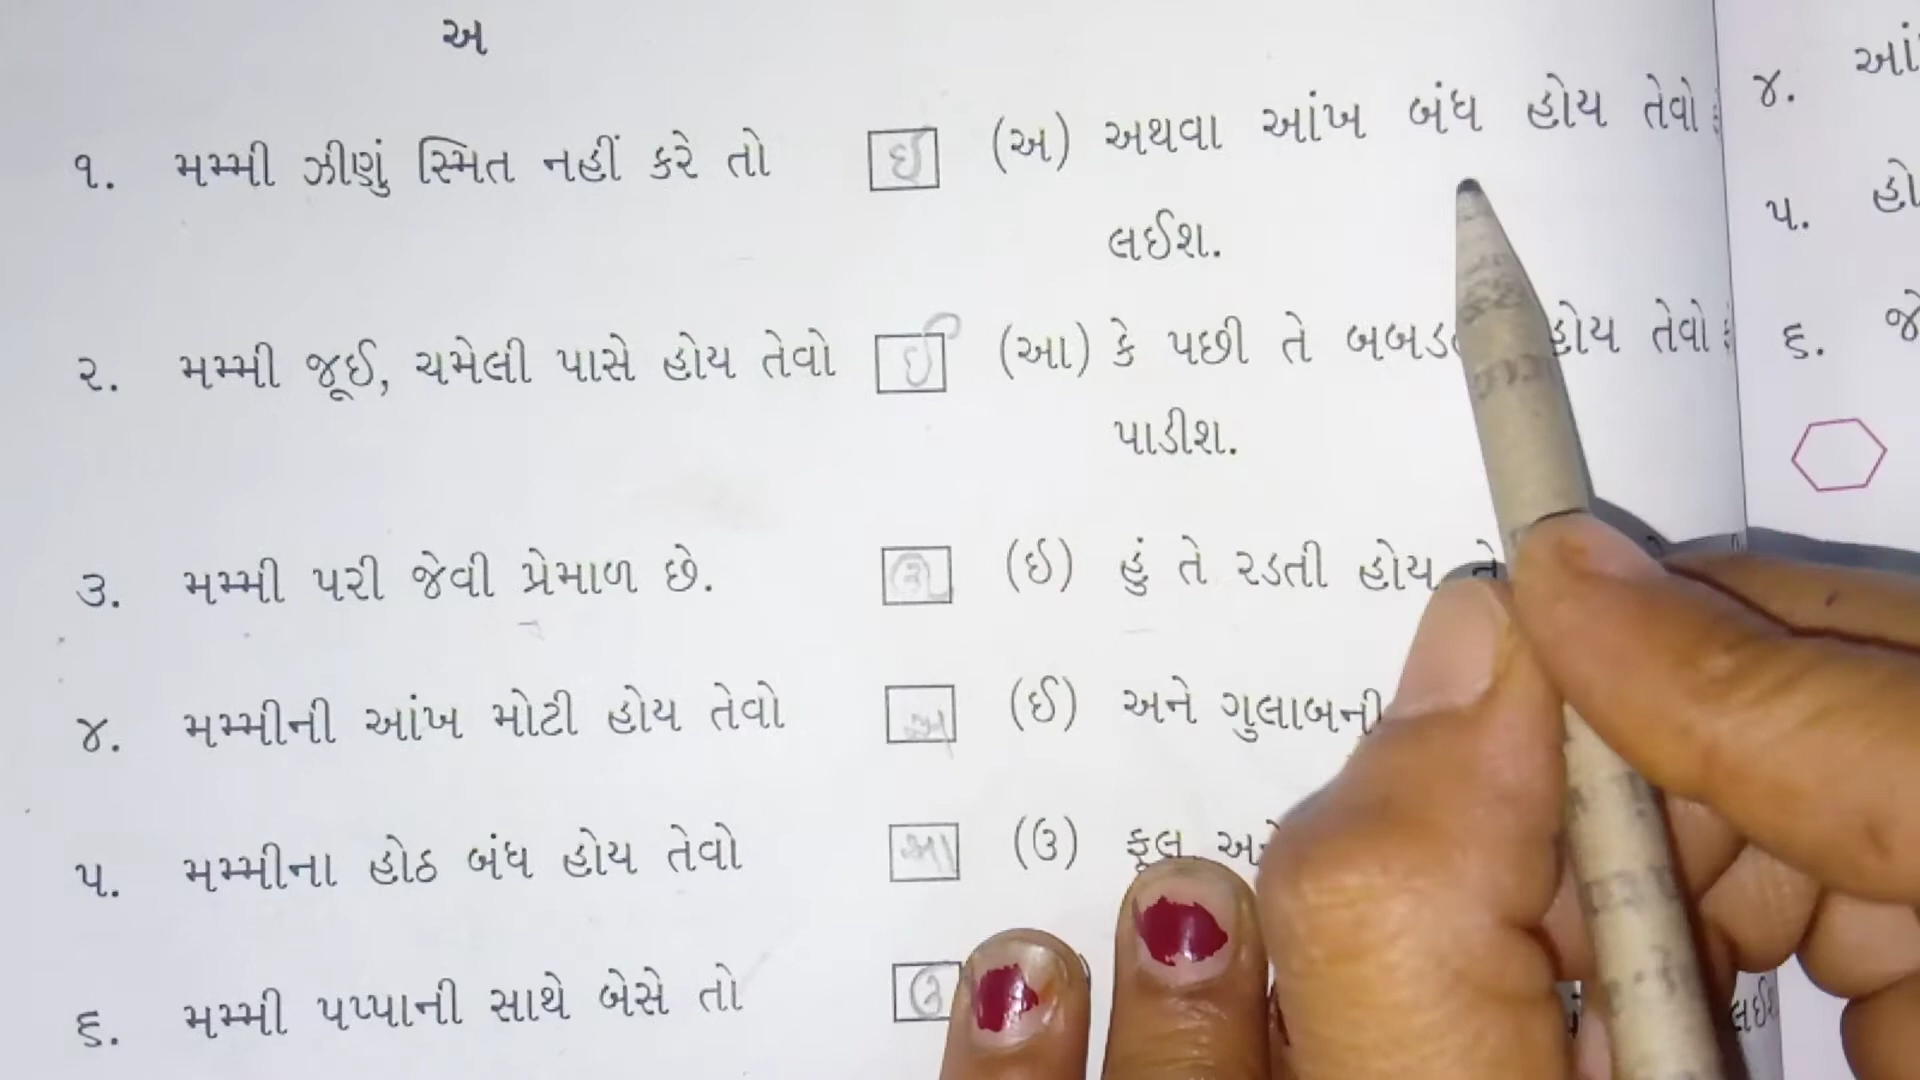 અ
૧. મમ્મી ઝીણું સ્મિત નહીં કરે તો ઇ (અ) અથવા આંખ બંધ હોય તેવો
લઈશ.
૨. મમ્મી જૂઈ, ચમેલી પાસે હોય તેવો ઈ (આ) કે પછી તે હોય તેવો
પાડીશ.
૩. મમ્મી પરી જેવી પ્રેમાળ છે. (ઇ) હું તે રડતી હોય
૪. મમ્મીની આંખ મોટી હોય તેવો અ (ઈ) અને ગુલાબની
૫. મમ્મીના હોઠ બંધ હોય તેવો આ (ઉ) ફૂલ
૬. મમ્મી પપ્પાની સાથે બેસે તો ઉ
૪.
૫.
૬.